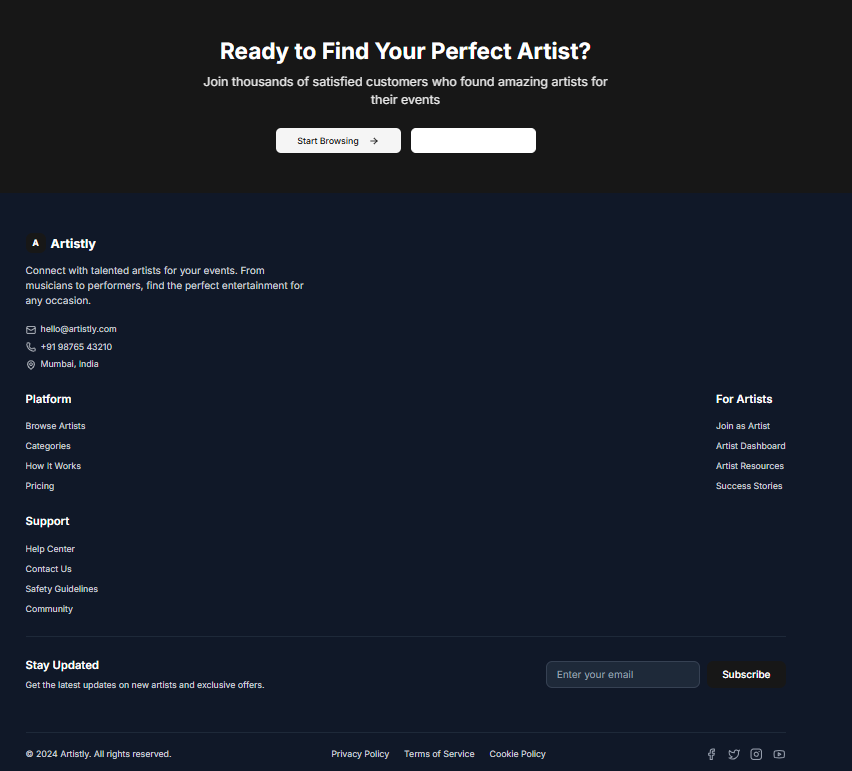 Ready to Find Your Perfect Artist?
Join thousands of satisfied customers who found amazing artists for
their events
Start Browsing
A Artistly
Connect with talented artists for your events. From
musicians to performers, find the perfect entertainment for
any occasion.
hello@artistly.com
+91 98765 43210
Mumbai, India
Platform
Browse Artists
Categories
How It Works
Pricing
For Artists
Join as Artist
Artist Dashboard
Artist Resources
Success Stories
Support
Help Center
Contact Us
Safety Guidelines
Community
Stay Updated
Get the latest updates on new artists and exclusive offers.
Enter your email
Subscribe
© 2024 Artistly. All rights reserved.
Privacy Policy Terms of Service Cookie Policy